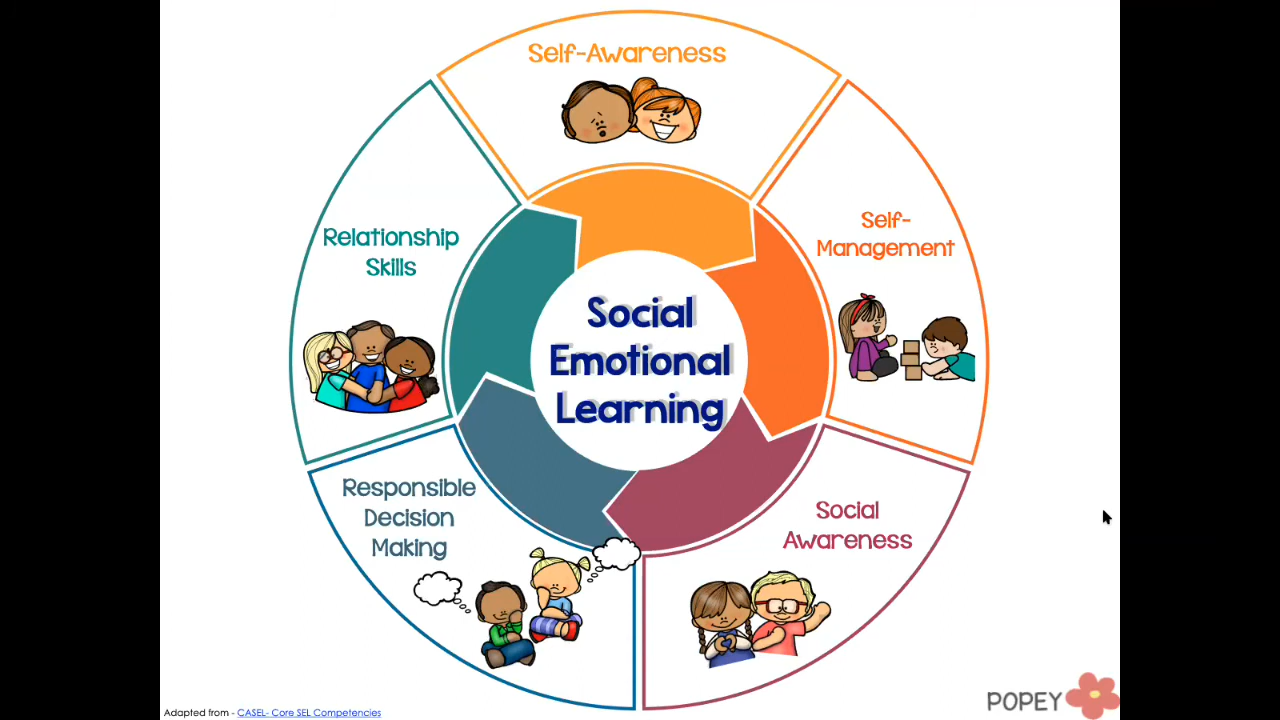 Self-Awareness
Self-
Management
Social
Awareness
Responsible
Decision
Making
Relationship
Skills
Social
Emotional
Learning
Adapted from - CASEL- Core SEL Competencies
POPEY